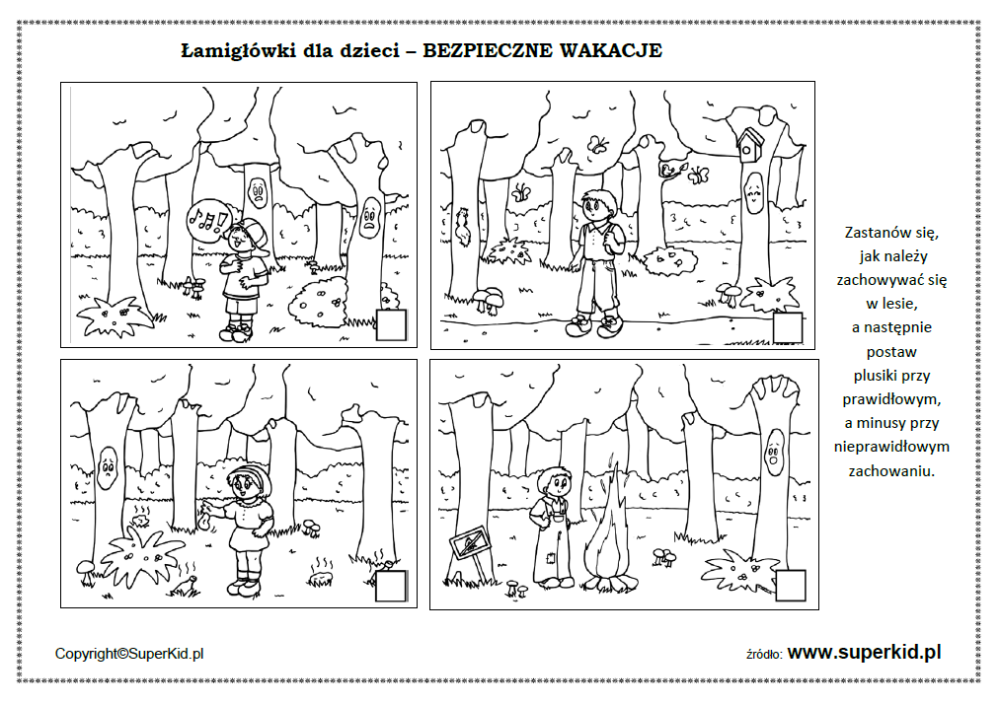 Łamigłówki dla dzieci – BEZPIECZNE WAKACJE
Zastanów się,
jak należy
zachowywać się
w lesie,
a następnie
postaw
plusiki przy
prawidłowym,
a minusy przy
nieprawidłowym
zachowaniu.
Copyright©SuperKid.pl
źródło: www.superkid.pl